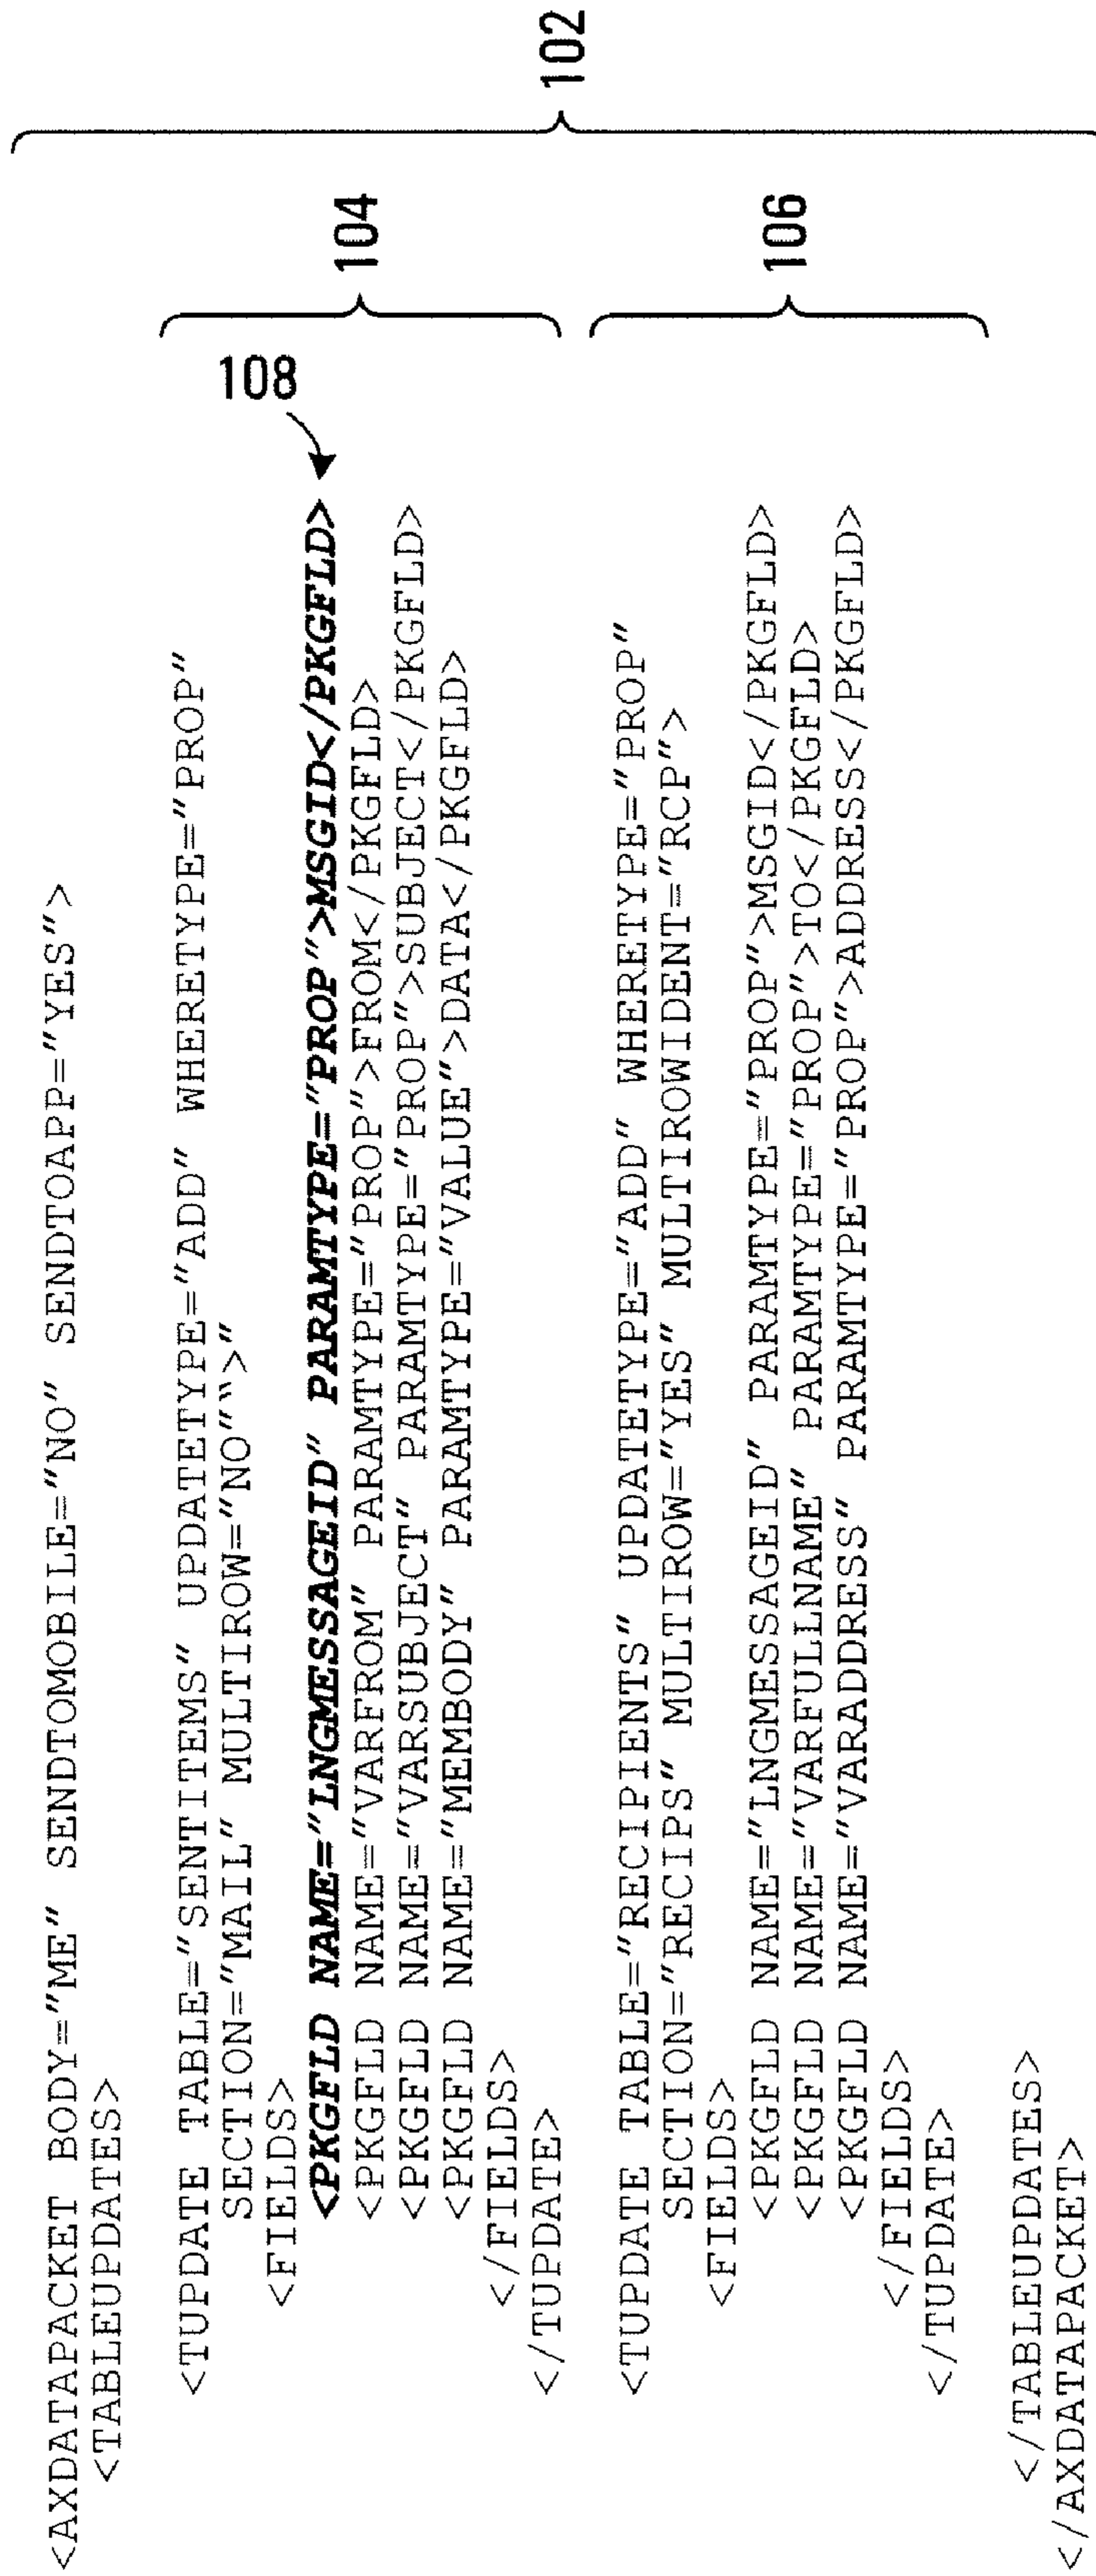 <AXDATAPACKET BODY="ME" SENDTOMOBILE="NO" SENDTOAPP="YES">
<TABLEUPDATES>
<TUPDATE TABLE="SENTITEMS" UPDATETYPE="ADD" WHERETYPE="PROP"
SECTION="MAIL" MULTIROW="NO"“>"
<FIELDS>
<PKGFLD NAME="LNGMESSAGEID" PARAMTYPE="PROP">MSGID</PKGFLD>
<PKGFLD NAME="VARFROM" PARAMTYPE="PROP">FROM</PKGFLD>
<PKGFLD NAME="VARSUBJECT" PARAMTYPE="PROP">SUBJECT</PKGFLD>
<PKGFLD NAME="MEMBODY" PARAMTYPE="VALUE">DATA</PKGFLD>
</FIELDS>
</TUPDATE>
108
104
<TUPDATE TABLE="RECIPIENTS" UPDATETYPE="ADD" WHERETYPE="PROP"
SECTION="RECIPS" MULTIROW="YES" MULTIROWIDENT="RCP">
<FIELDS>
<PKGFLD NAME="LNGMESSAGEID" PARAMTYPE="PROP">MSGID</PKGFLD>
<PKGFLD NAME="VARFULLNAME" PARAMTYPE="PROP">TO</PKGFLD>
<PKGFLD NAME="VARADDRESS" PARAMTYPE="PROP">ADDRESS</PKGFLD>
</FIELDS>
</TUPDATE>
106
</TABLEUPDATES>
</AXDATAPACKET>
102